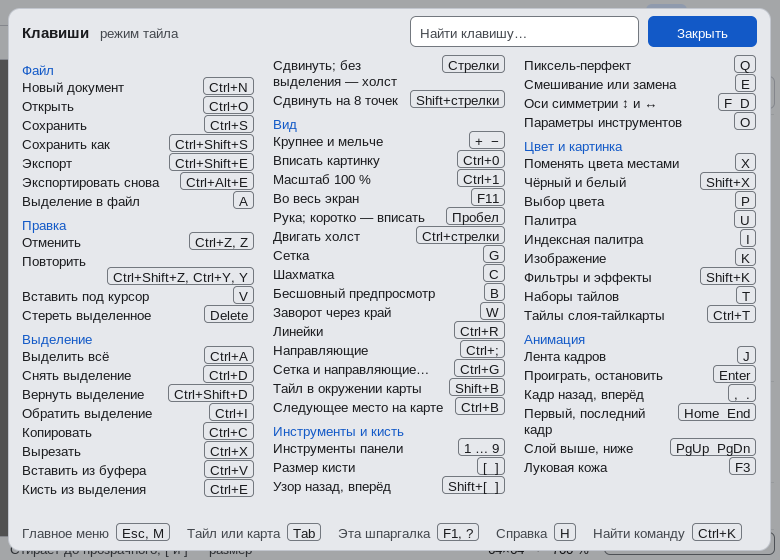 Клавиши режим тайла
Найти клавишу…
Закрыть
Файл
Новый документ Ctrl+N
Открыть Ctrl+O
Сохранить Ctrl+S
Сохранить как Ctrl+Shift+S
Экспорт Ctrl+Shift+E
Экспортировать снова Ctrl+Alt+E
Выделение в файл A
Правка
Отменить Ctrl+Z, Z
Повторить
Ctrl+Shift+Z, Ctrl+Y, Y
Вставить под курсор V
Стереть выделенное Delete
Выделение
Выделить всё Ctrl+A
Снять выделение Ctrl+D
Вернуть выделение Ctrl+Shift+D
Обратить выделение Ctrl+I
Копировать Ctrl+C
Вырезать Ctrl+X
Вставить из буфера Ctrl+V
Кисть из выделения Ctrl+E
Сдвинуть; без Стрелки
выделения — холст
Сдвинуть на 8 точек Shift+стрелки
Вид
Крупнее и мельче + −
Вписать картинку Ctrl+0
Масштаб 100 % Ctrl+1
Во весь экран F11
Рука; коротко — вписать Пробел
Двигать холст Ctrl+стрелки
Сетка G
Шахматка C
Бесшовный предпросмотр B
Заворот через край W
Линейки Ctrl+R
Направляющие Ctrl+;
Сетка и направляющие… Ctrl+G
Тайл в окружении карты Shift+B
Следующее место на карте Ctrl+B
Инструменты и кисть
Инструменты панели 1 … 9
Размер кисти [ ]
Узор назад, вперёд Shift+[ ]
Пиксель-перфект Q
Смешивание или замена E
Оси симметрии ↕ и ↔ F D
Параметры инструментов O
Цвет и картинка
Поменять цвета местами X
Чёрный и белый Shift+X
Выбор цвета P
Палитра U
Индексная палитра I
Изображение K
Фильтры и эффекты Shift+K
Наборы тайлов T
Тайлы слоя-тайлкарты Ctrl+T
Анимация
Лента кадров J
Проиграть, остановить Enter
Кадр назад, вперёд , .
Первый, последний Home End
кадр
Слой выше, ниже PgUp PgDn
Луковая кожа F3
Главное меню Esc, M Тайл или карта Tab Эта шпаргалка F1, ? Справка H Найти команду Ctrl+K